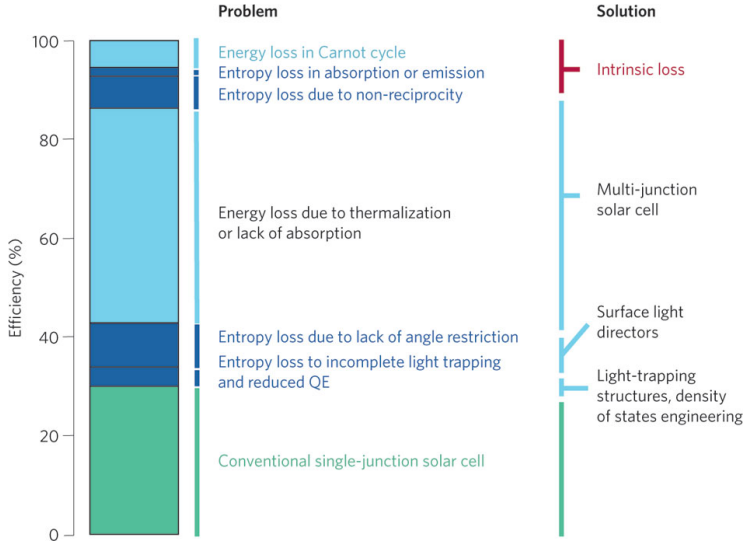 Problem
Solution
Efficiency (%)
100
80
60
40
20
0
Energy loss in Carnot cycle
Entropy loss in absorption or emission
Entropy loss due to non-reciprocity
Energy loss due to thermalization
or lack of absorption
Entropy loss due to lack of angle restriction
Entropy loss to incomplete light trapping
and reduced QE
Conventional single-junction solar cell
Intrinsic loss
Multi-junction
solar cell
Surface light
directors
Light-trapping
structures, density
of states engineering